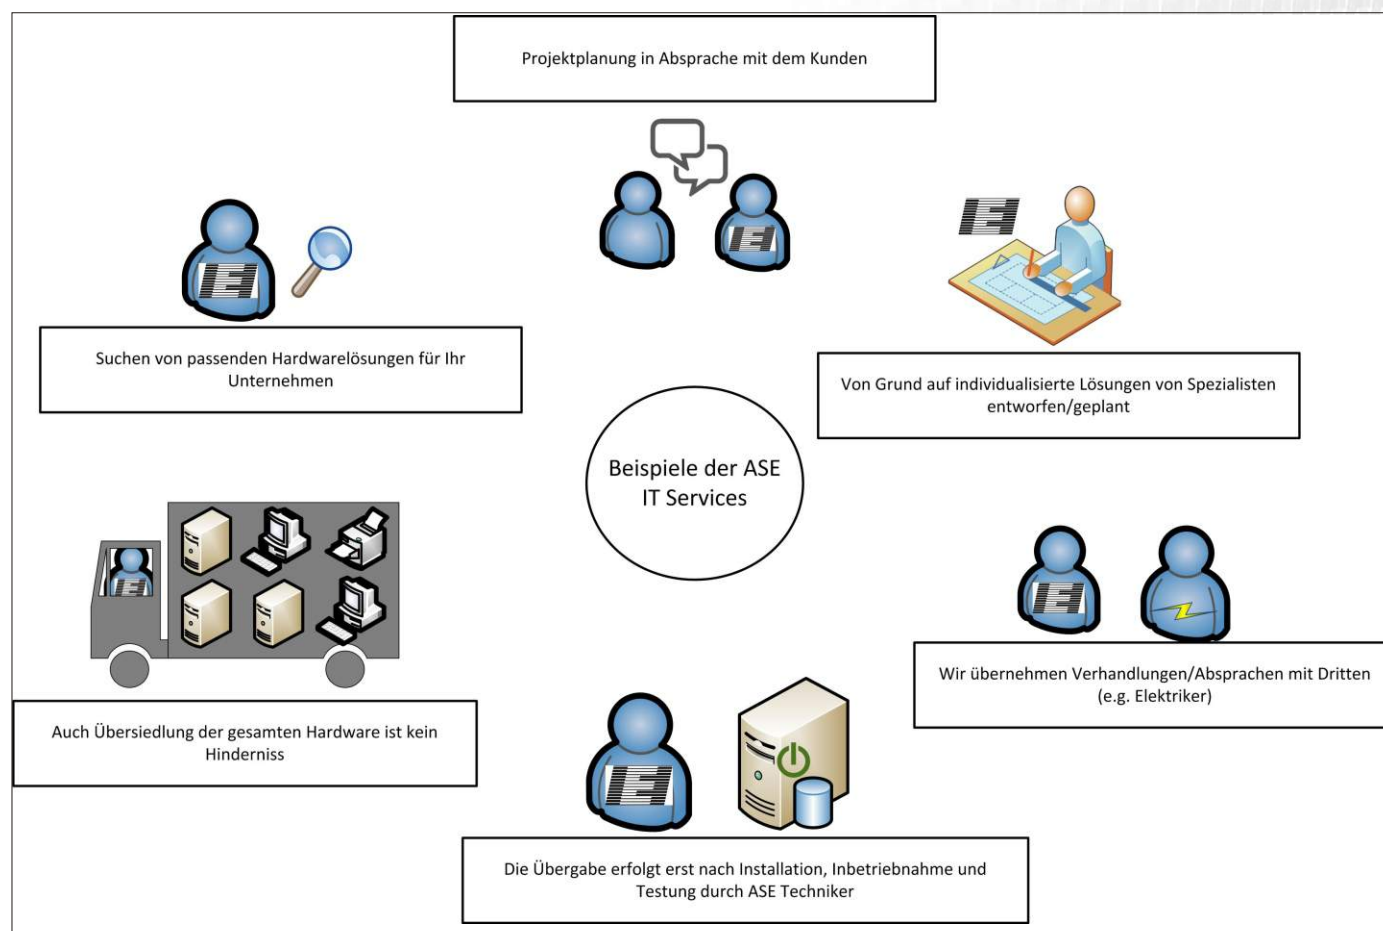 Projektplanung in Absprache mit dem Kunden
Suchen von passenden Hardwarelösungen für Ihr
Unternehmen
Von Grund auf individualisierte Lösungen von Spezialisten
entworfen/geplant
Beispiele der ASE
IT Services
Auch Übersiedlung der gesamten Hardware ist kein
Hinderniss
Wir übernehmen Verhandlungen/Absprachen mit Dritten
(e.g. Elektriker)
Die Übergabe erfolgt erst nach Installation, Inbetriebnahme und
Testung durch ASE Techniker